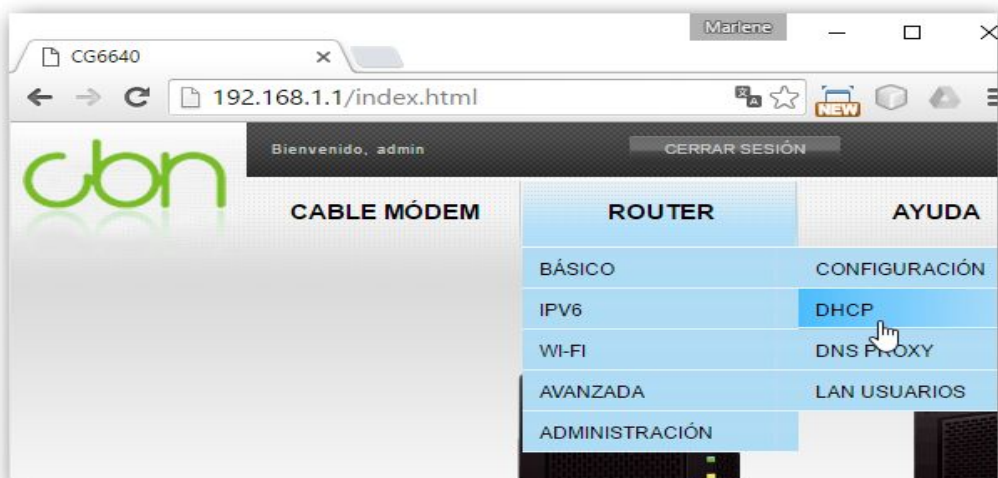 Marlene
CG6640
192.168.1.1/index.html
NEW
cbn
Bienvenido, admin
CERRAR SESIÓN
CABLE MÓDEM
ROUTER
AYUDA
BÁSICO
CONFIGURACIÓN
IPV6
DHCP
WI-FI
DNS PROXY
AVANZADA
LAN USUARIOS
ADMINISTRACIÓN